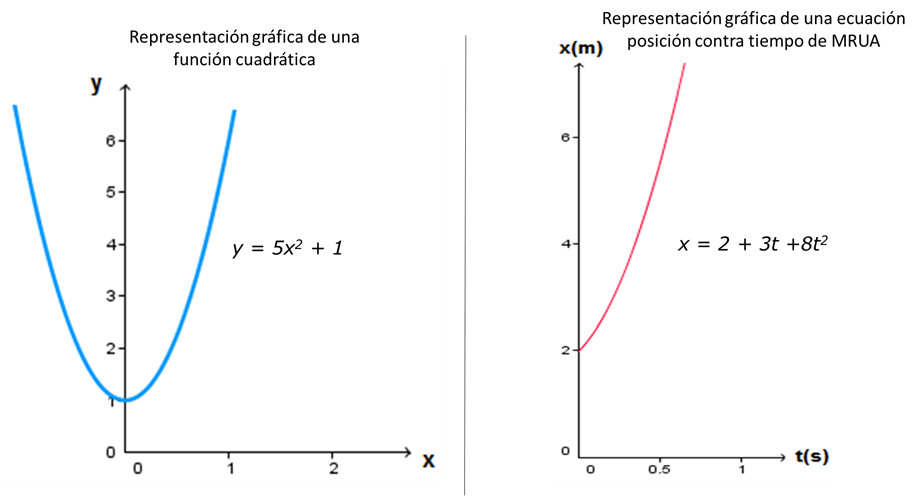 Representación gráfica de una
función cuadrática
y
6
5
4
3
2
1
0
0
1
2
x
y = 5x² + 1
Representación gráfica de una ecuación
posición contra tiempo de MRUA
x(m)
6
4
2
0
0
0.5
1
t(s)
x = 2 + 3t +8t²